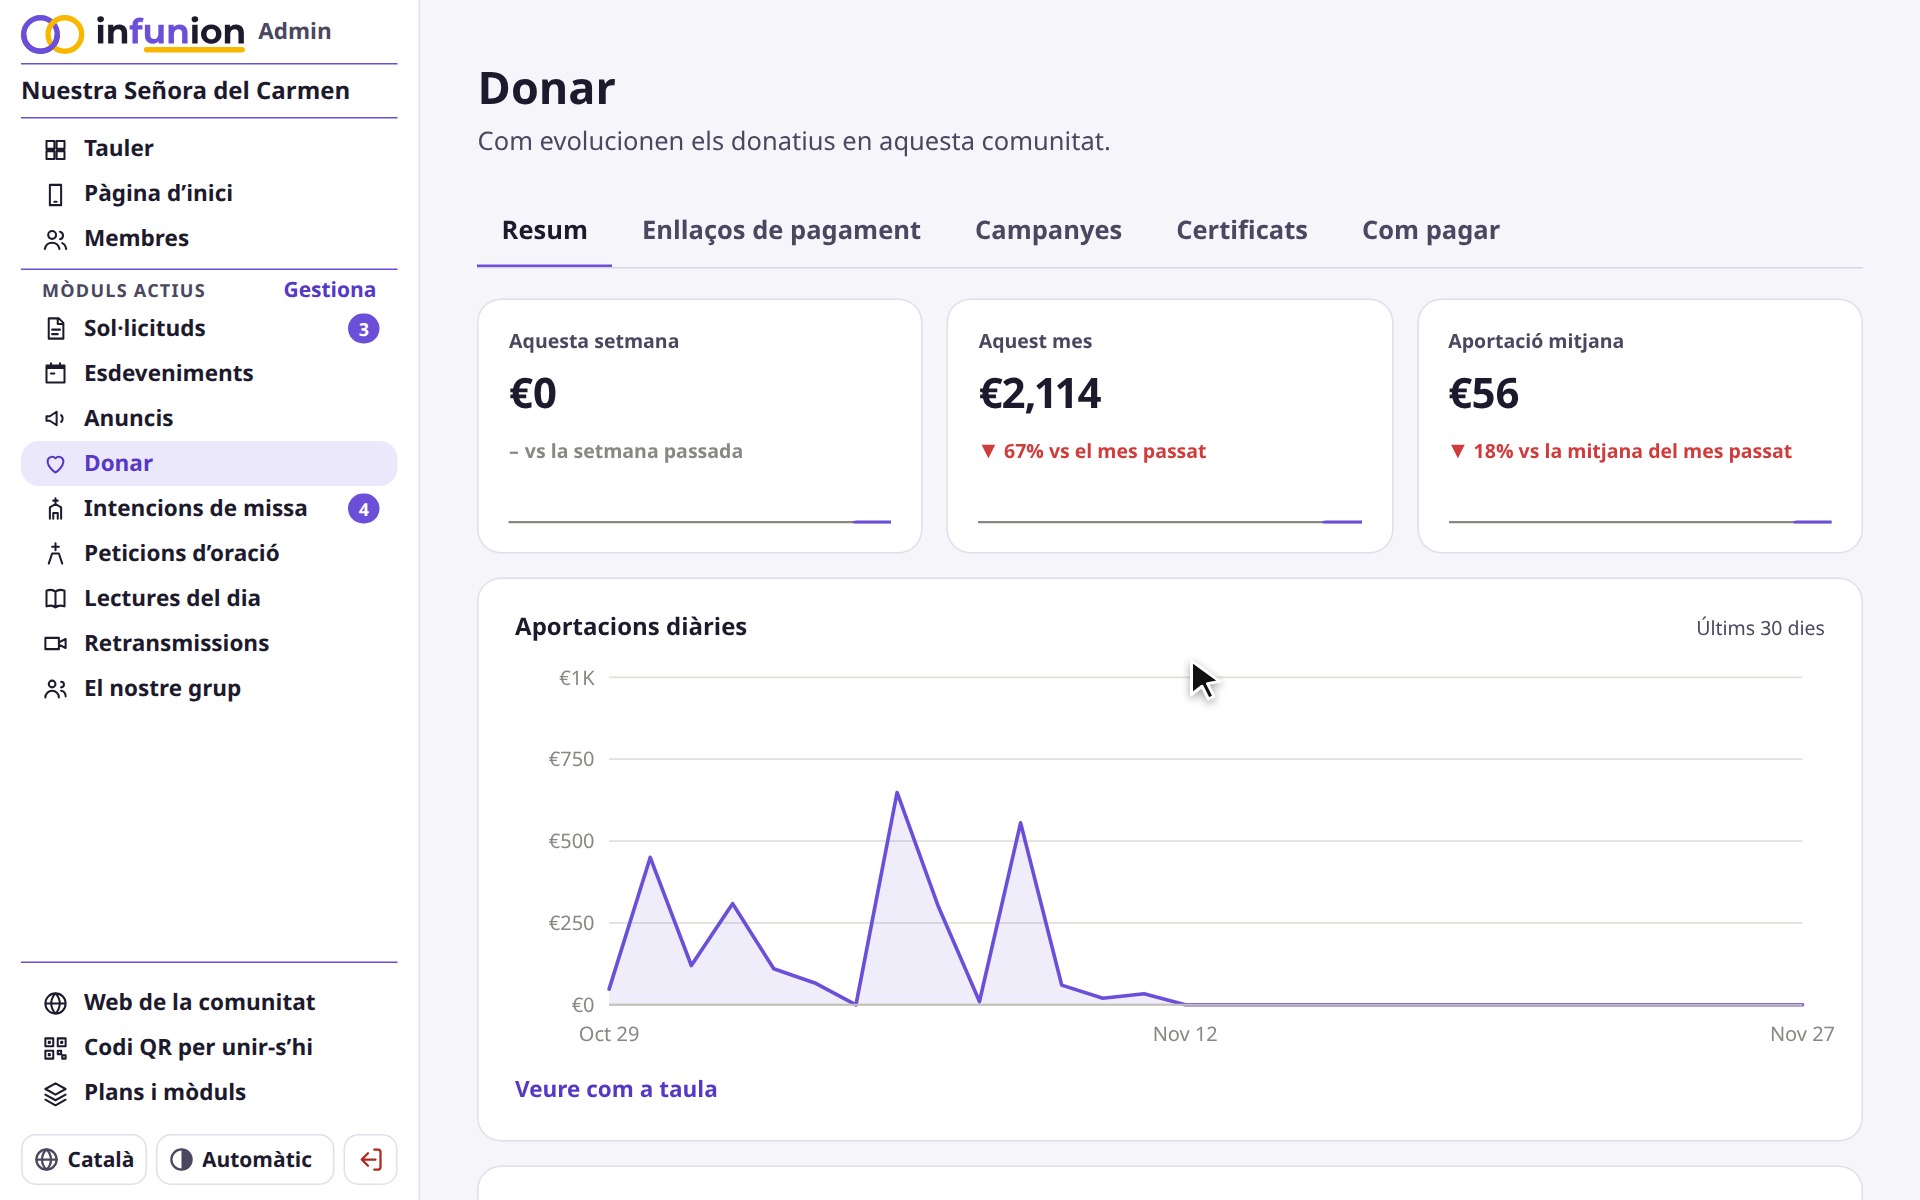 infunion Admin
Nuestra Señora del Carmen
Tauler
Pàgina d’inici
Membres
MÒDULS ACTIUS Gestiona
Sol·licituds 3
Esdeveniments
Anuncis
Donar
Intencions de missa 4
Peticions d’oració
Lectures del dia
Retransmissions
El nostre grup
Web de la comunitat
Codi QR per unir-s’hi
Plans i mòduls
Català Automàtic
Donar
Com evolucionen els donatius en aquesta comunitat.
Resum Enllaços de pagament Campanyes Certificats Com pagar
Aquesta setmana
€0
– vs la setmana passada
Aquest mes
€2,114
▼ 67% vs el mes passat
Aportació mitjana
€56
▼ 18% vs la mitjana del mes passat
Aportacions diàries
Últims 30 dies
€1K
€750
€500
€250
€0
Oct 29 Nov 12 Nov 27
Veure com a taula